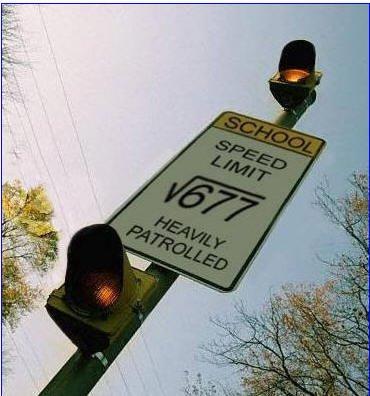 SCHOOL
SPEED
LIMIT
√677
HEAVILY
PATROLLED